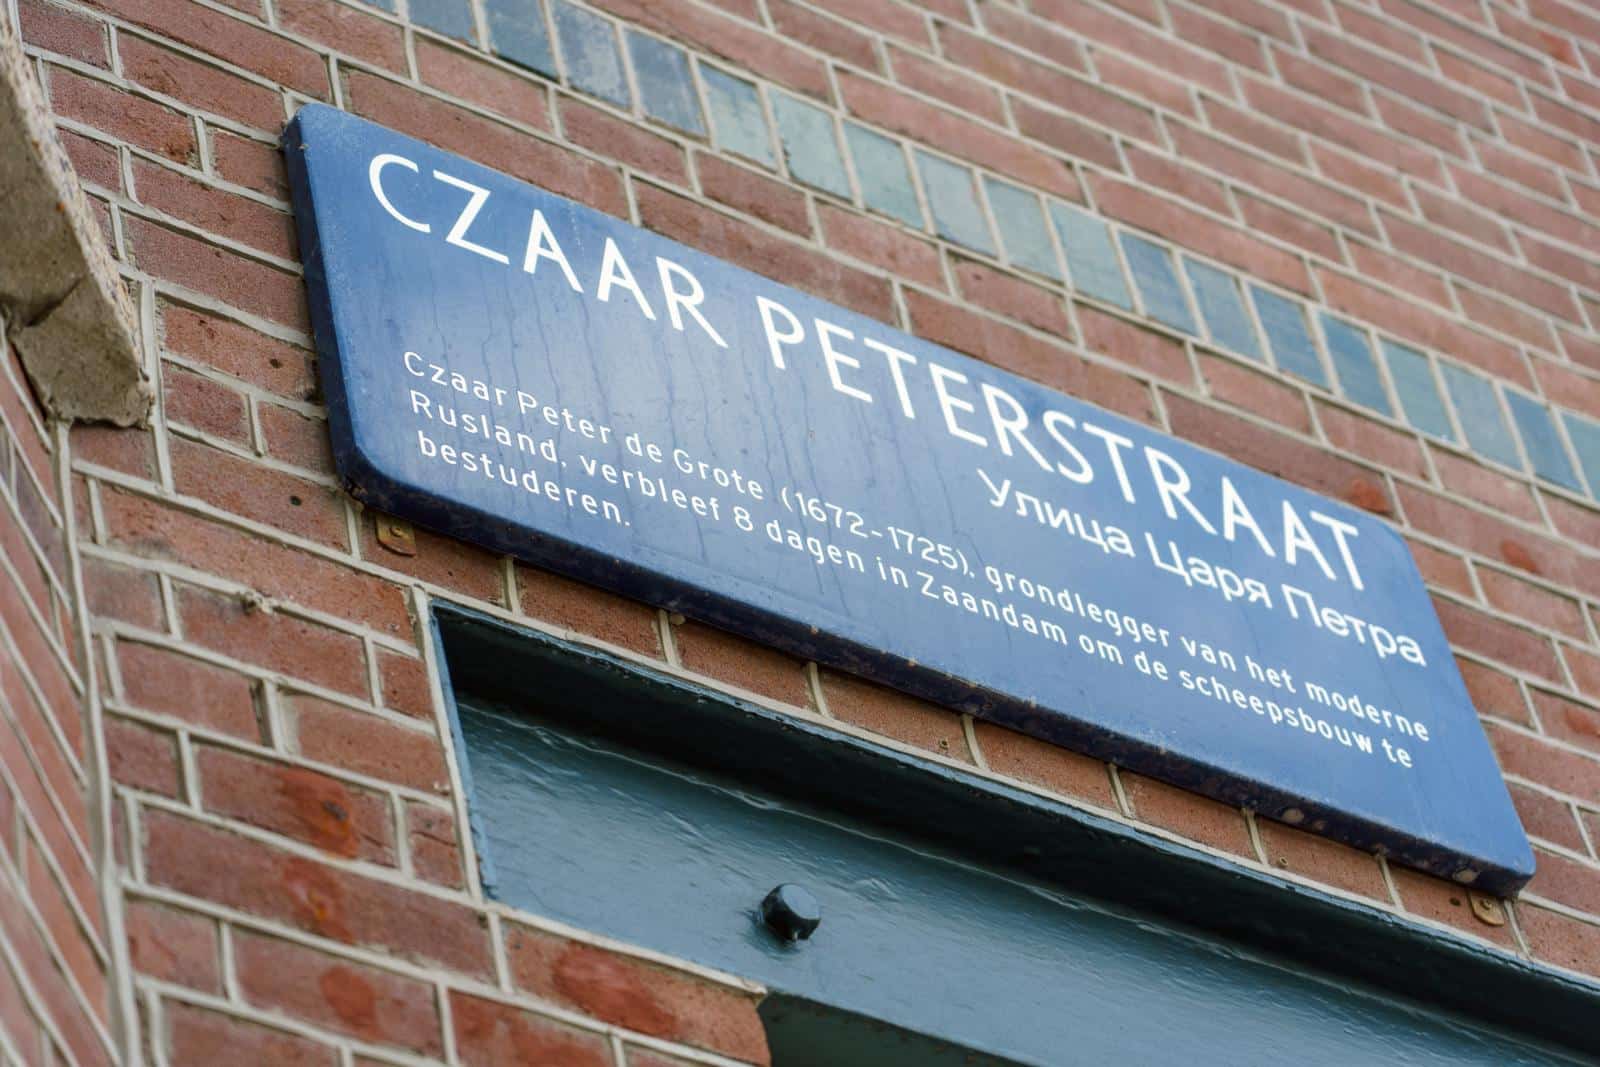 CZAAR PETERSTRAAT
Улица Царя Петра
Czaar Peter de Grote (1672-1725), grondlegger van het moderne
Rusland, verbleef 8 dagen in Zaandam om de scheepsbouw te
bestuderen.